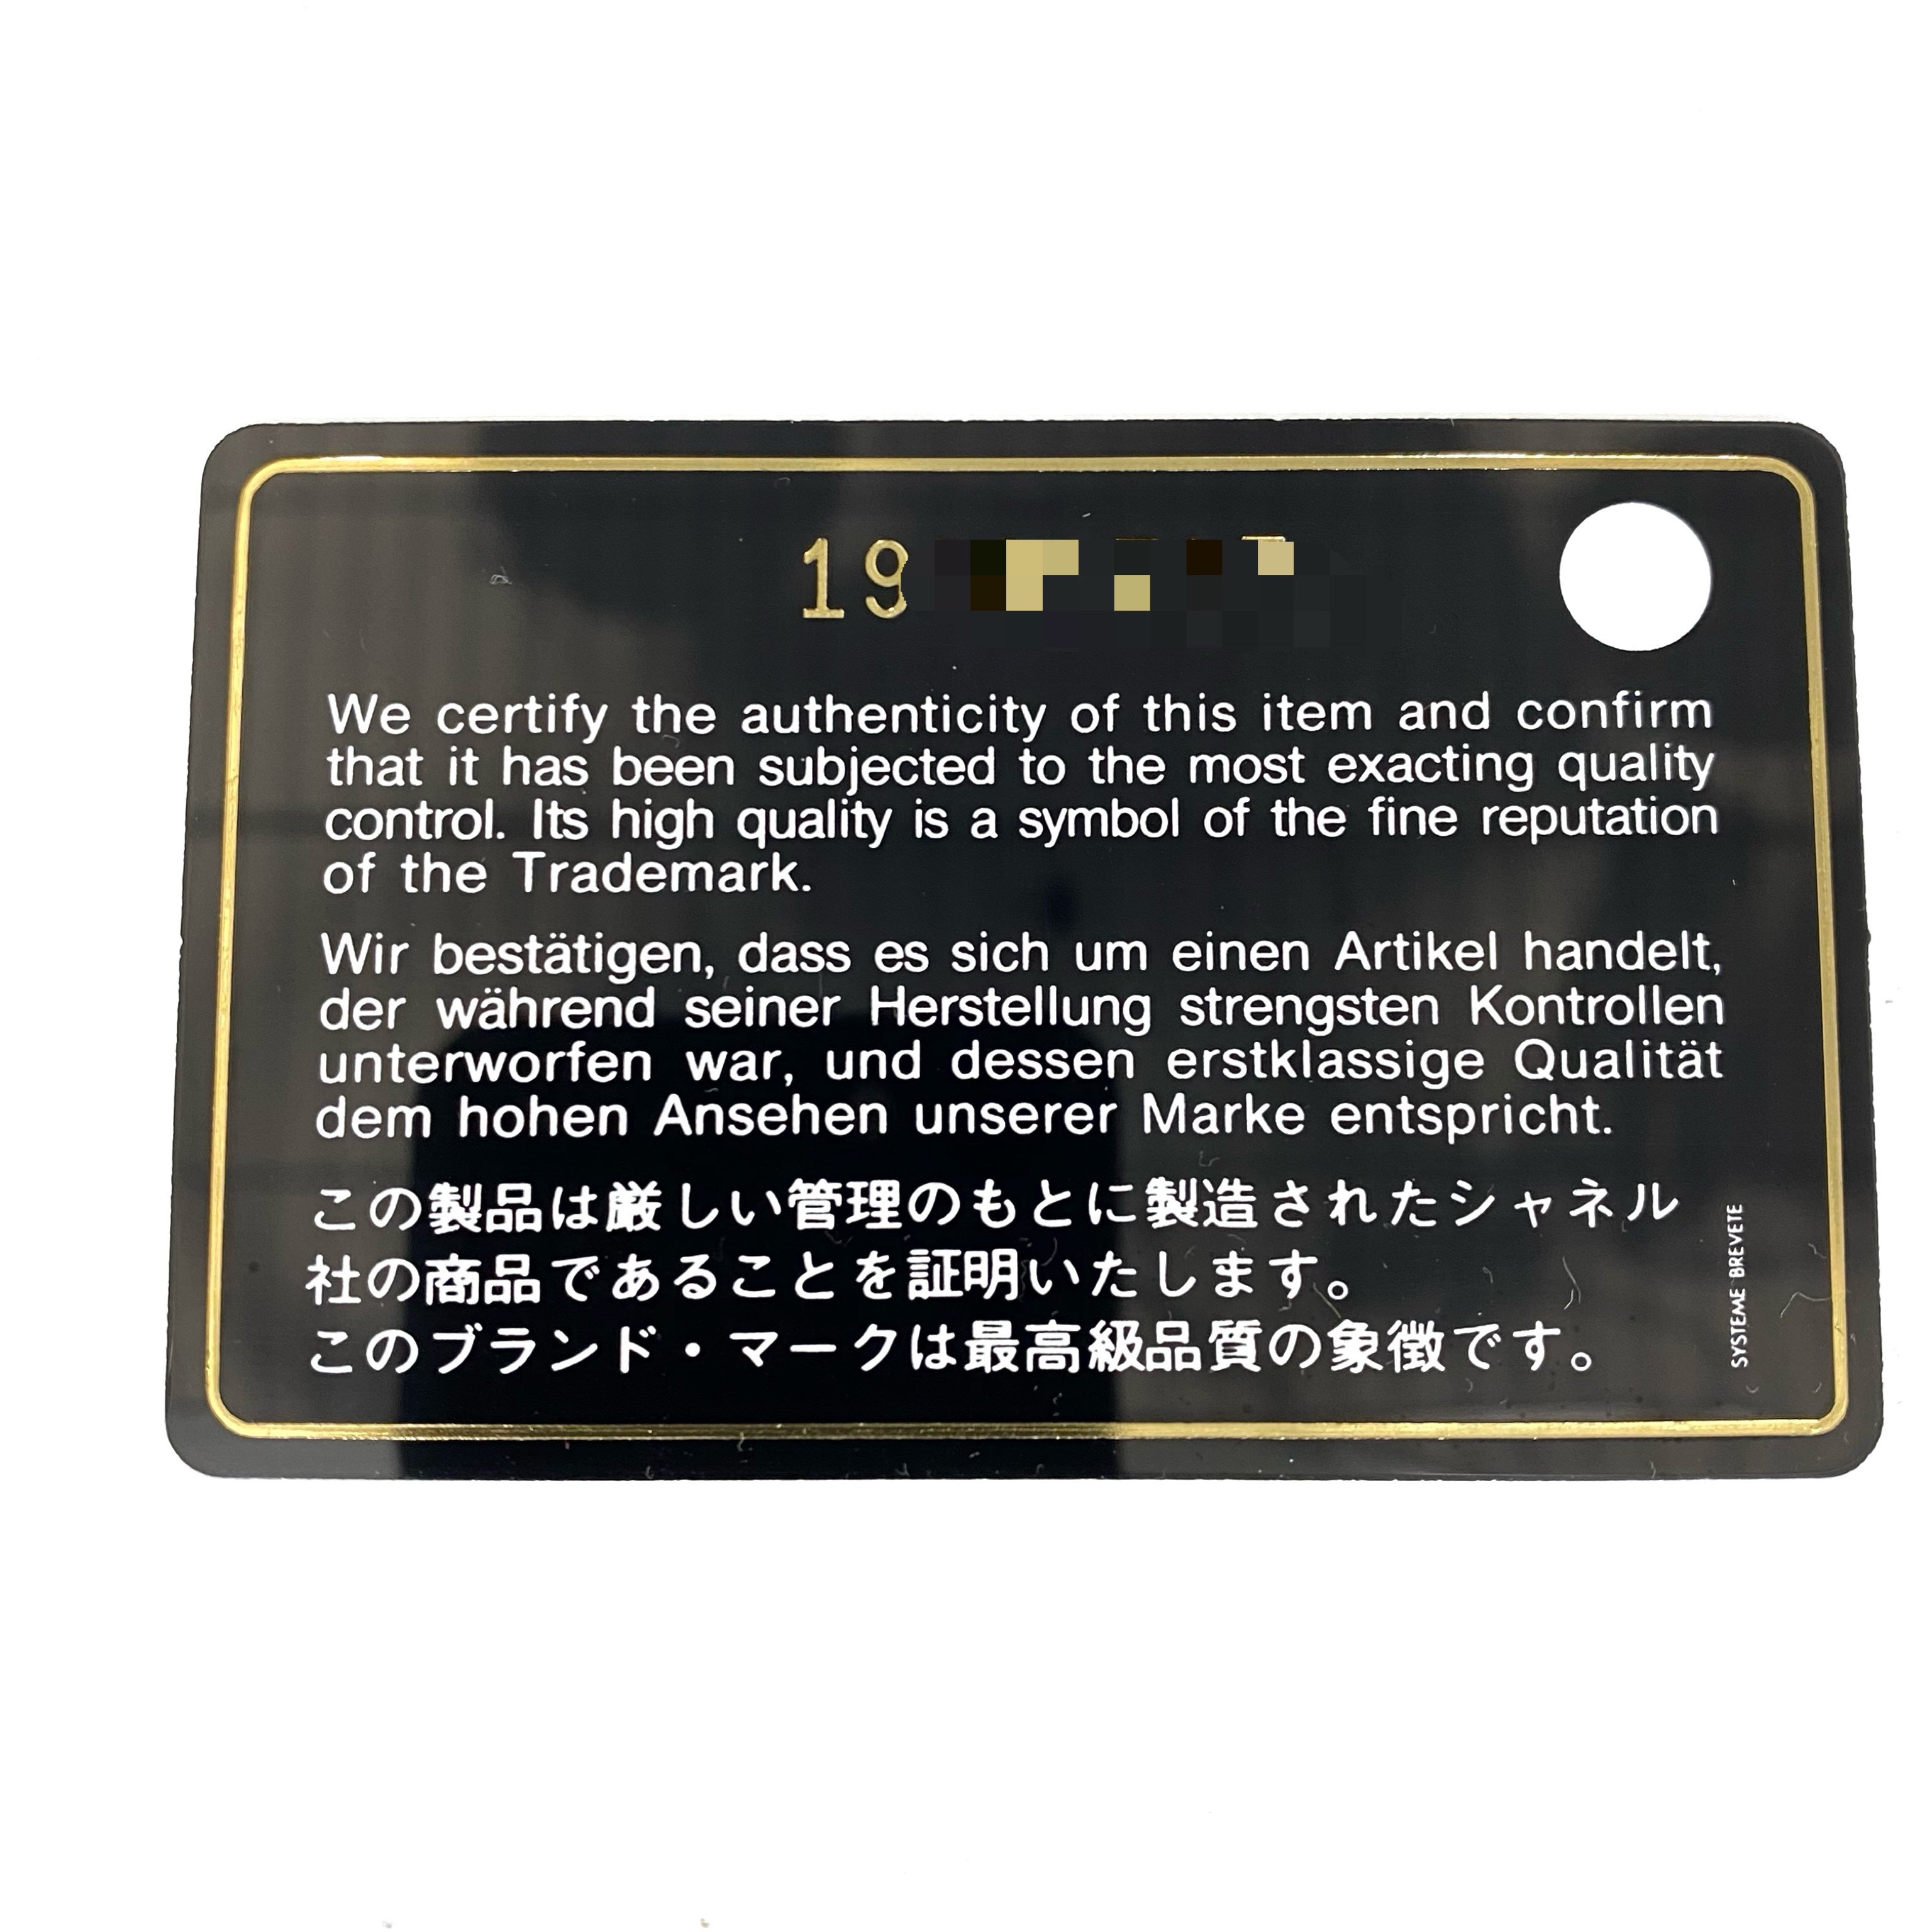 19
We certify the authenticity of this item and confirm
that it has been subjected to the most exacting quality
control. Its high quality is a symbol of the fine reputation
of the Trademark.
Wir bestätigen, dass es sich um einen Artikel handelt,
der während seiner Herstellung strengsten Kontrollen
unterworfen war, und dessen erstklassige Qualität
dem hohen Ansehen unserer Marke entspricht.
この製品は厳しい管理のもとに製造されたシャネル
社の商品であることを証明いたします。
このブランド・マークは最高級品質の象徴です。
SYSTEME BREVETE